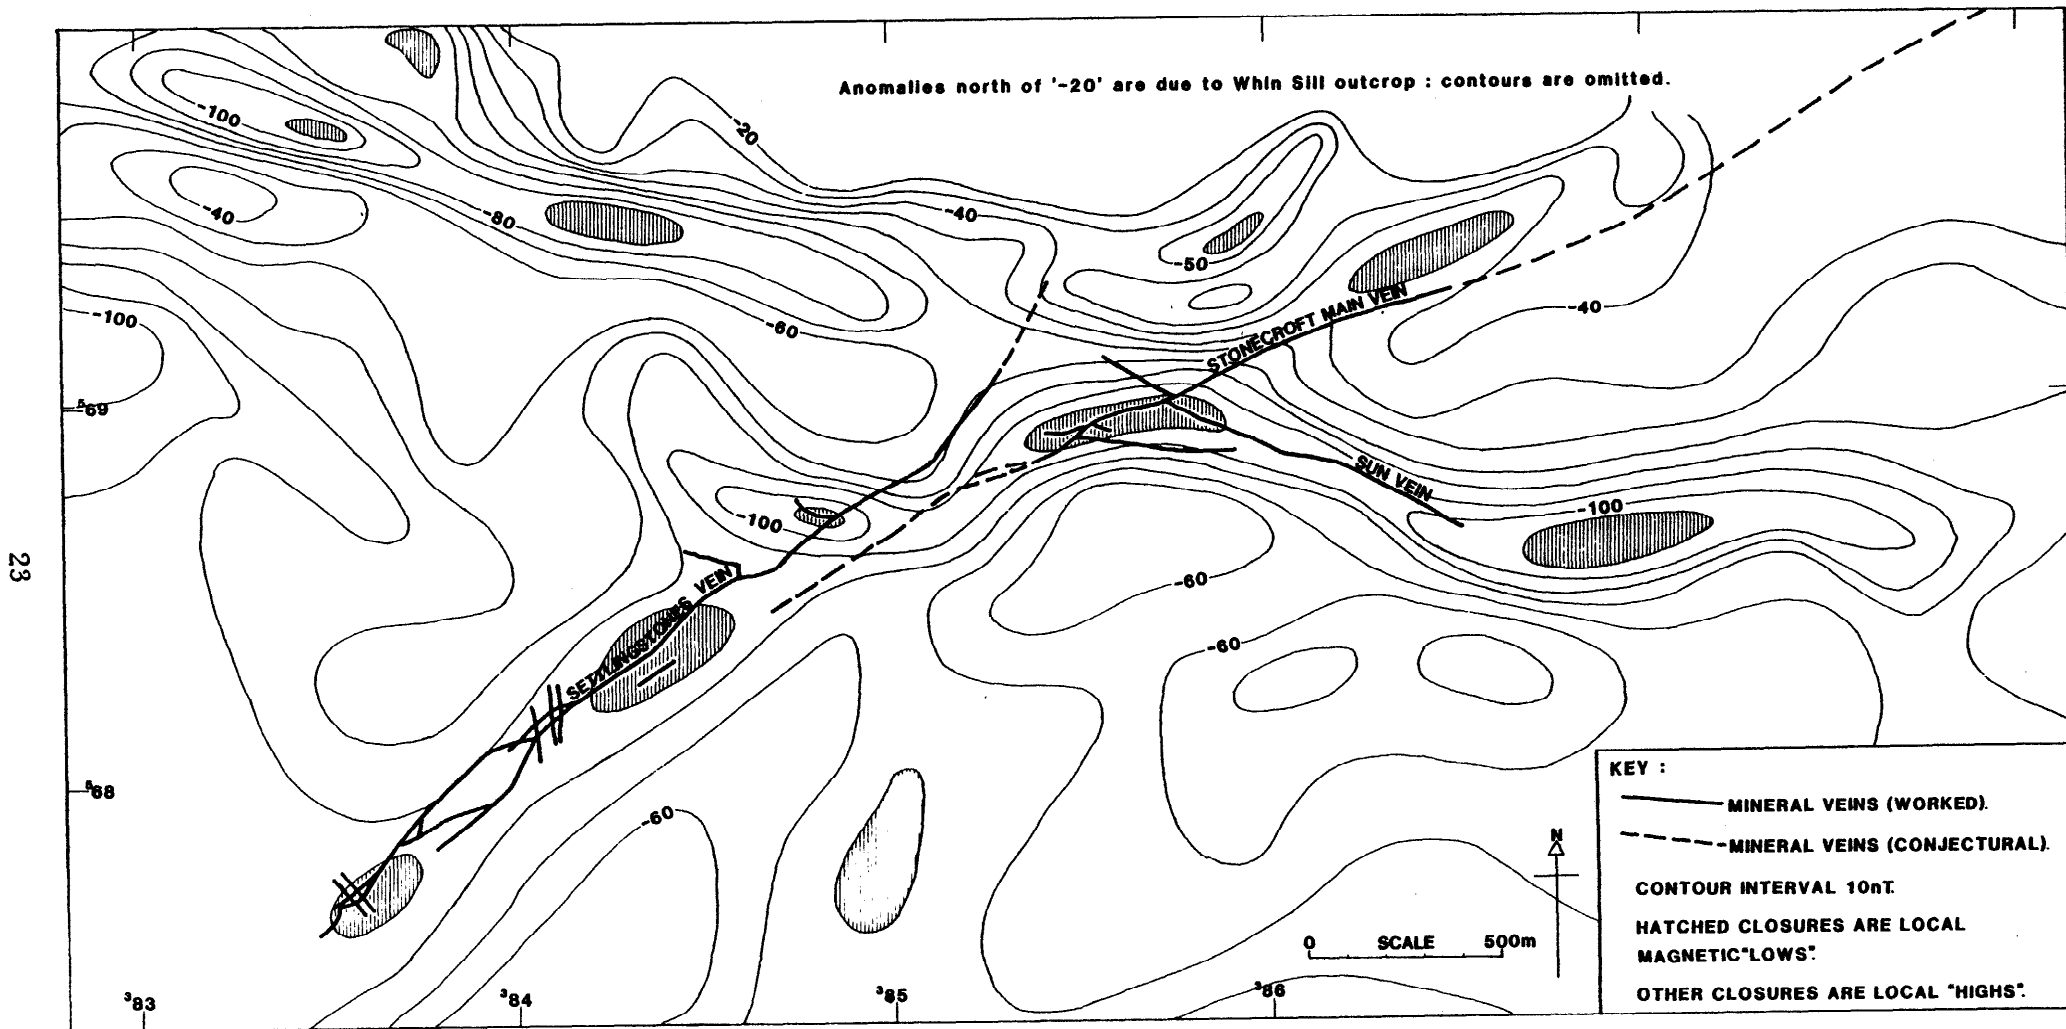 Anomalies north of '-20' are due to Whin Sill outcrop : contours are omitted.
-100
-20
-40
-80
-40
-50
-100
-60
-40
STONECROFT MAIN VEIN
⁵69
SUN VEIN
-100
-100
23
-60
SETTLINGSTONES VEIN
-60
⁵68
-60
KEY :
MINERAL VEINS (WORKED).
MINERAL VEINS (CONJECTURAL).
CONTOUR INTERVAL 10nT.
HATCHED CLOSURES ARE LOCAL
MAGNETIC "LOWS".
OTHER CLOSURES ARE LOCAL "HIGHS".
N
0 SCALE 500m
³83
³84
³85
³86